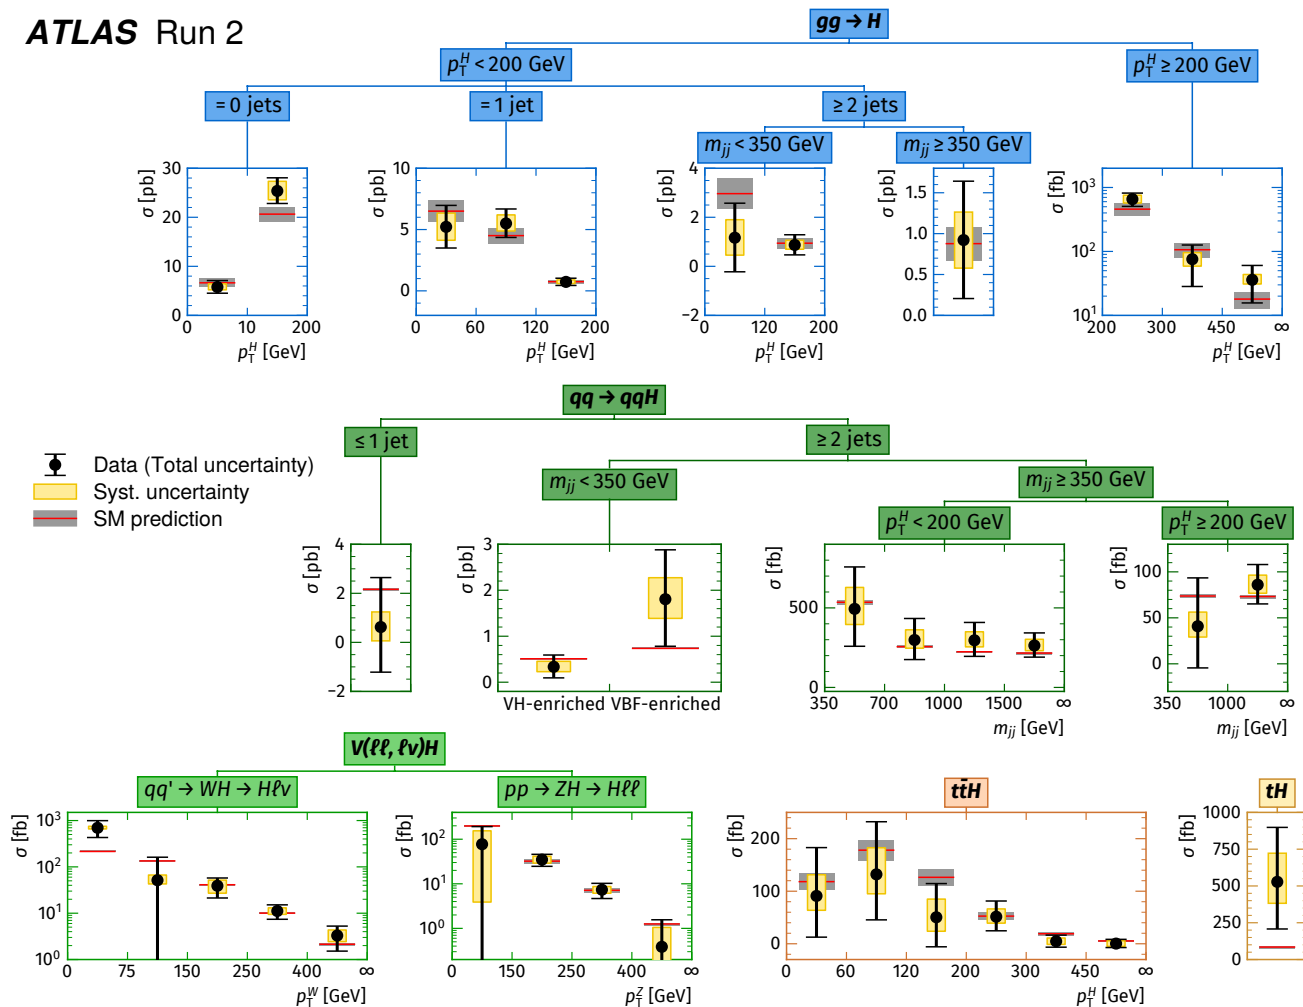 ATLAS Run 2
gg → H
p_T^H < 200 GeV
p_T^H ≥ 200 GeV
= 0 jets
= 1 jet
≥ 2 jets
m_jj < 350 GeV
m_jj ≥ 350 GeV
σ [pb]
30
20
10
0
0 10 200
p_T^H [GeV]
σ [pb]
10
5
0
0 60 120 200
p_T^H [GeV]
σ [pb]
4
2
0
−2
0 120 200
p_T^H [GeV]
σ [pb]
1.5
1.0
0.5
0.0
σ [fb]
10^3
10^2
10^1
200 300 450 ∞
p_T^H [GeV]
qq → qqH
≤ 1 jet
≥ 2 jets
m_jj < 350 GeV
m_jj ≥ 350 GeV
p_T^H < 200 GeV
p_T^H ≥ 200 GeV
Data (Total uncertainty)
Syst. uncertainty
SM prediction
σ [pb]
4
2
0
−2
σ [pb]
3
2
1
0
VH-enriched VBF-enriched
σ [fb]
500
0
350 700 1000 1500 ∞
m_jj [GeV]
σ [fb]
100
50
0
350 1000 ∞
m_jj [GeV]
V(ℓℓ, ℓν)H
qq' → WH → Hℓν
pp → ZH → Hℓℓ
tt̄H
tH
σ [fb]
10^3
10^2
10^1
10^0
0 75 150 250 400 ∞
p_T^W [GeV]
σ [fb]
10^2
10^1
10^0
0 150 250 400 ∞
p_T^Z [GeV]
σ [fb]
200
100
0
0 60 120 200 300 450 ∞
p_T^H [GeV]
σ [fb]
1000
750
500
250
0